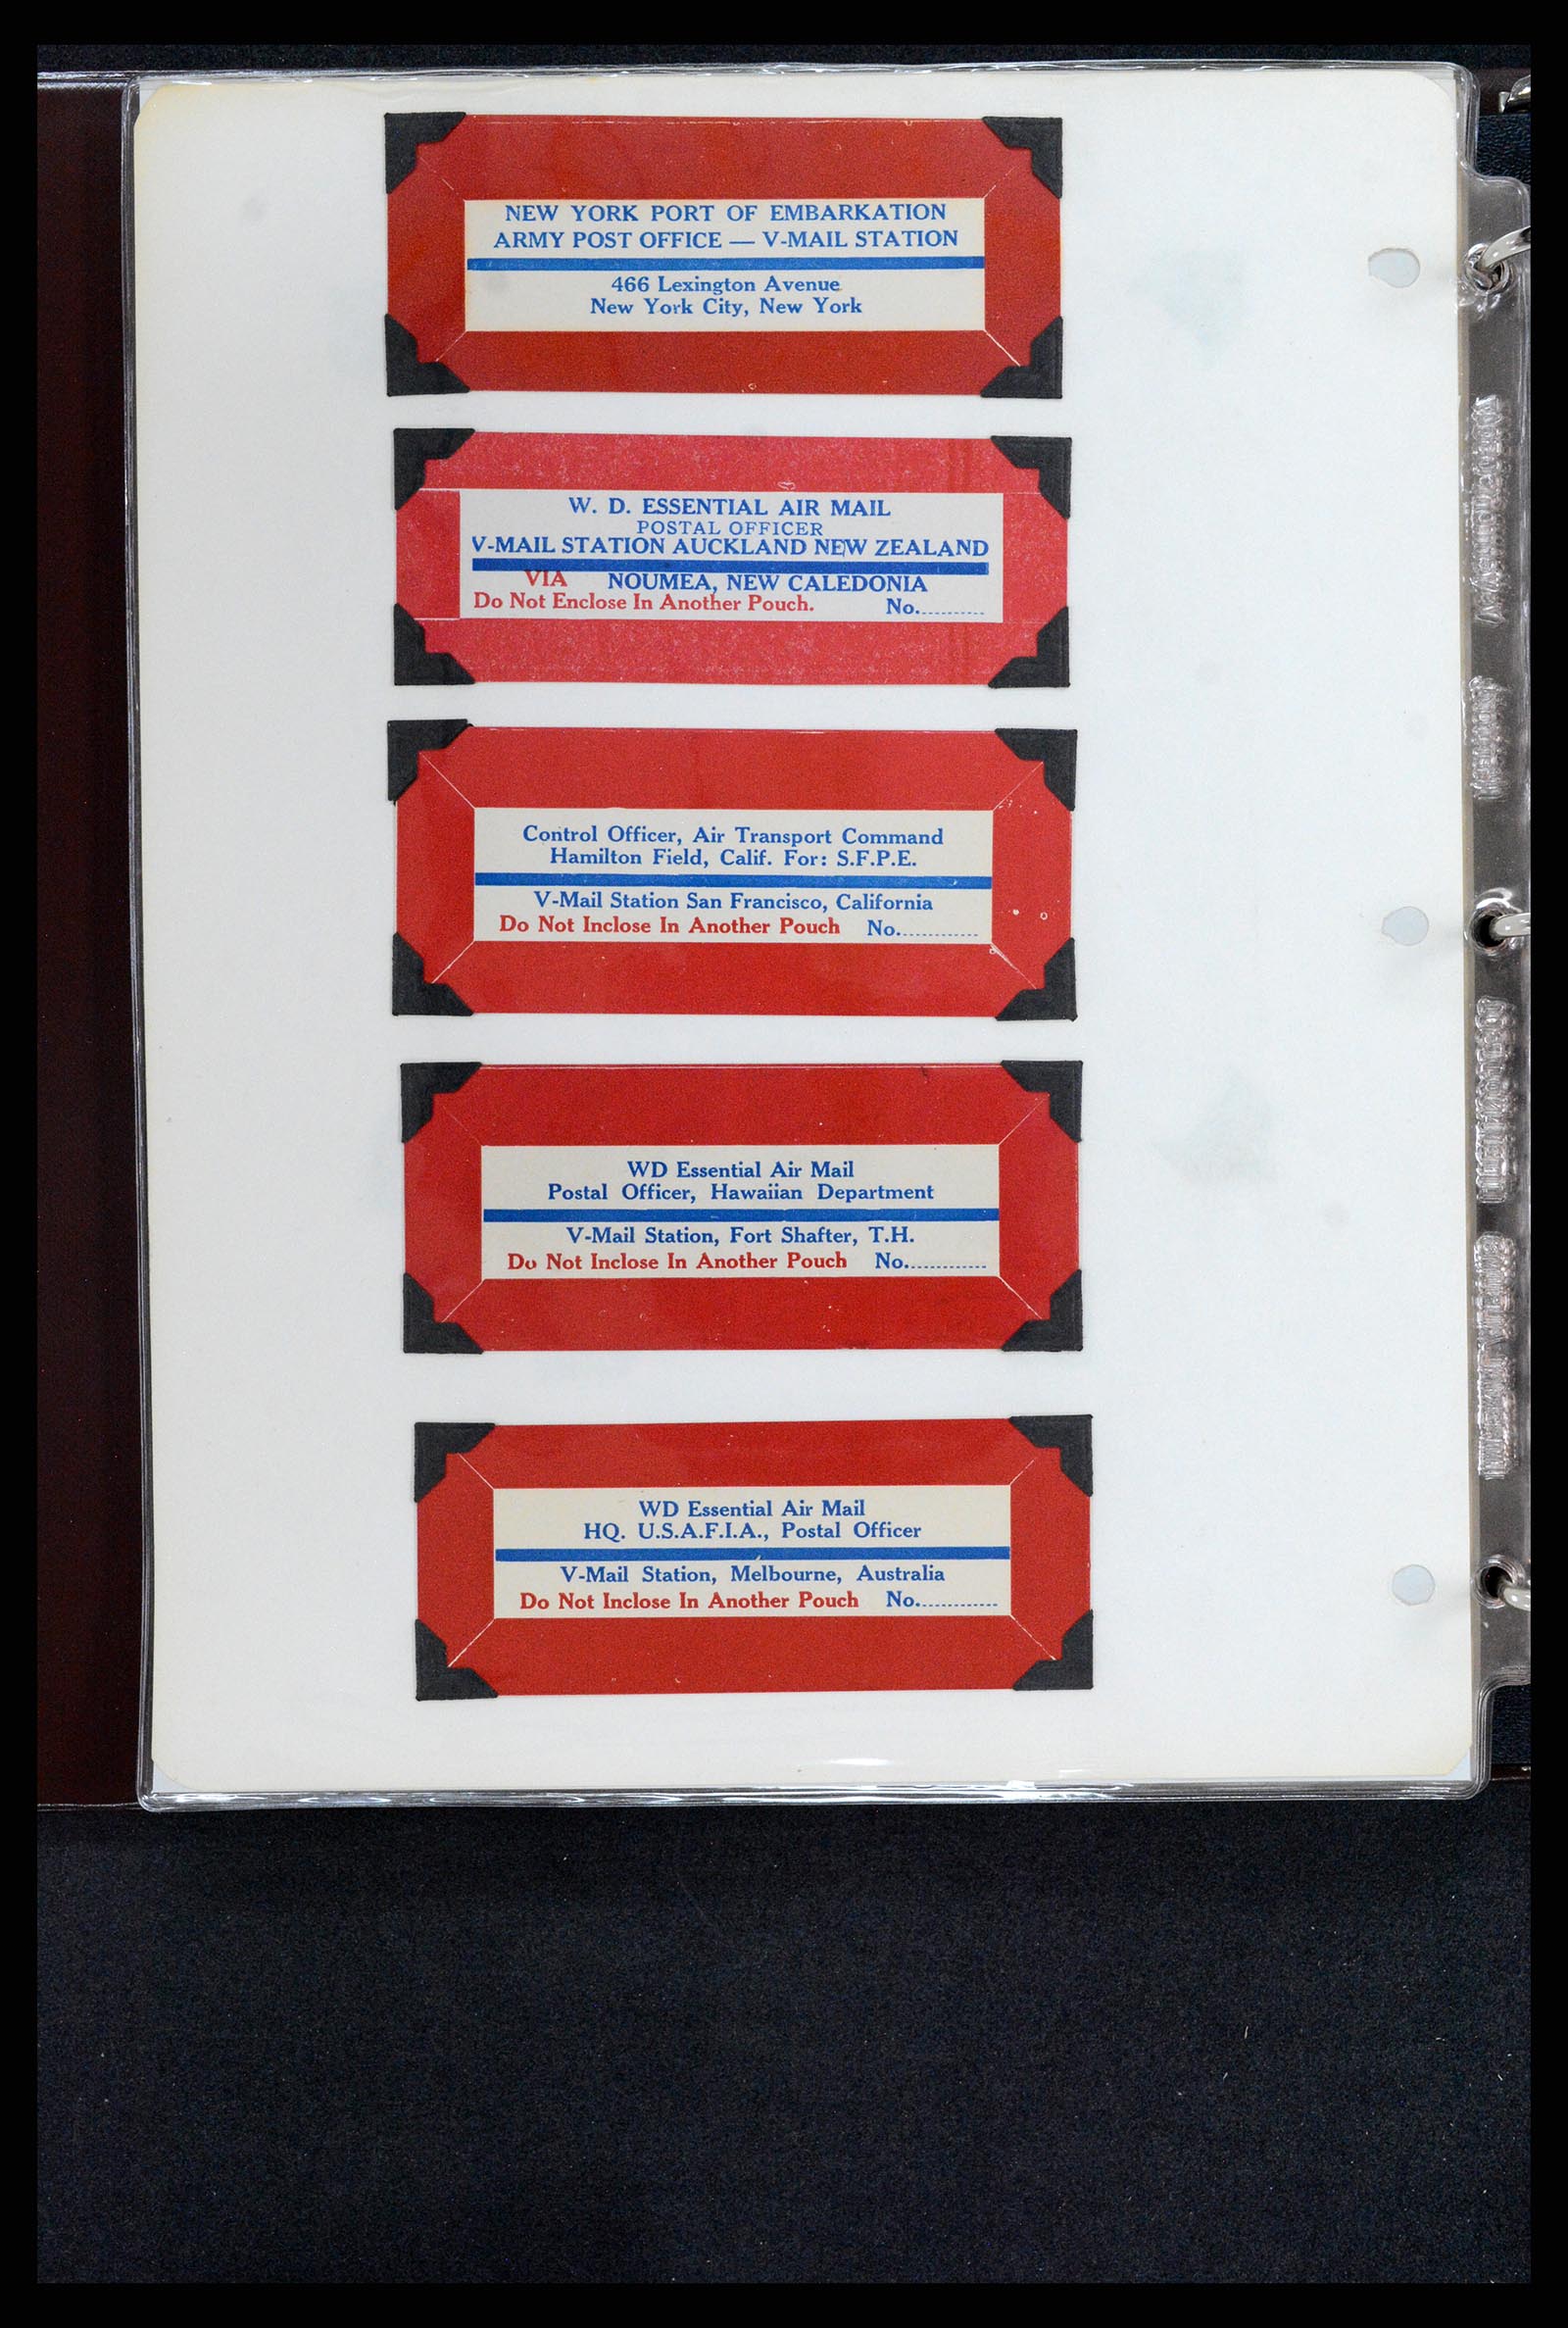 NEW YORK PORT OF EMBARKATION
ARMY POST OFFICE — V-MAIL STATION
466 Lexington Avenue
New York City, New York
W. D. ESSENTIAL AIR MAIL
POSTAL OFFICER
V-MAIL STATION AUCKLAND NEW ZEALAND
VIA NOUMEA, NEW CALEDONIA
Do Not Enclose In Another Pouch. No...........
Control Officer, Air Transport Command
Hamilton Field, Calif. For: S.F.P.E.
V-Mail Station San Francisco, California
Do Not Inclose In Another Pouch No.............
WD Essential Air Mail
Postal Officer, Hawaiian Department
V-Mail Station, Fort Shafter, T.H.
Do Not Inclose In Another Pouch No.............
WD Essential Air Mail
HQ. U.S.A.F.I.A., Postal Officer
V-Mail Station, Melbourne, Australia
Do Not Inclose In Another Pouch No.............